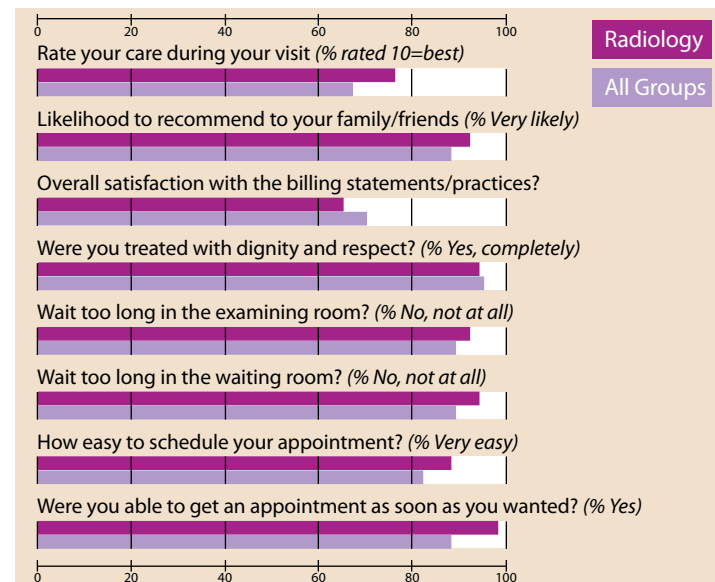 0 20 40 60 80 100
Radiology
All Groups
Rate your care during your visit (% rated 10=best)
Likelihood to recommend to your family/friends (% Very likely)
Overall satisfaction with the billing statements/practices?
Were you treated with dignity and respect? (% Yes, completely)
Wait too long in the examining room? (% No, not at all)
Wait too long in the waiting room? (% No, not at all)
How easy to schedule your appointment? (% Very easy)
Were you able to get an appointment as soon as you wanted? (% Yes)
0 20 40 60 80 100